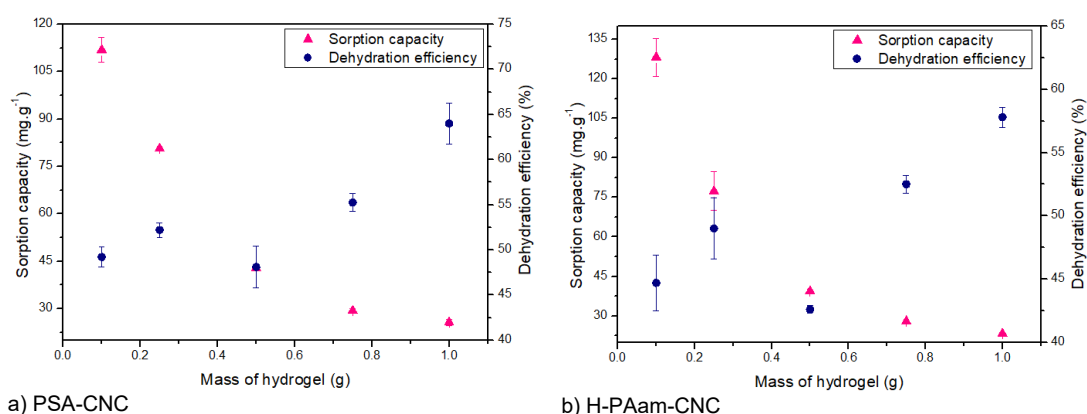 120
105
90
75
60
45
30
Sorption capacity (mg.g⁻¹)
Sorption capacity
Dehydration efficiency
75
70
65
60
55
50
45
40
Dehydration efficiency (%)
0.0 0.2 0.4 0.6 0.8 1.0
Mass of hydrogel (g)
a) PSA-CNC
135
120
105
90
75
60
45
30
Sorption capacity (mg.g⁻¹)
Sorption capacity
Dehydration efficiency
65
60
55
50
45
40
Dehydration efficiency (%)
0.0 0.2 0.4 0.6 0.8 1.0
Mass of hydrogel (g)
b) H-PAam-CNC